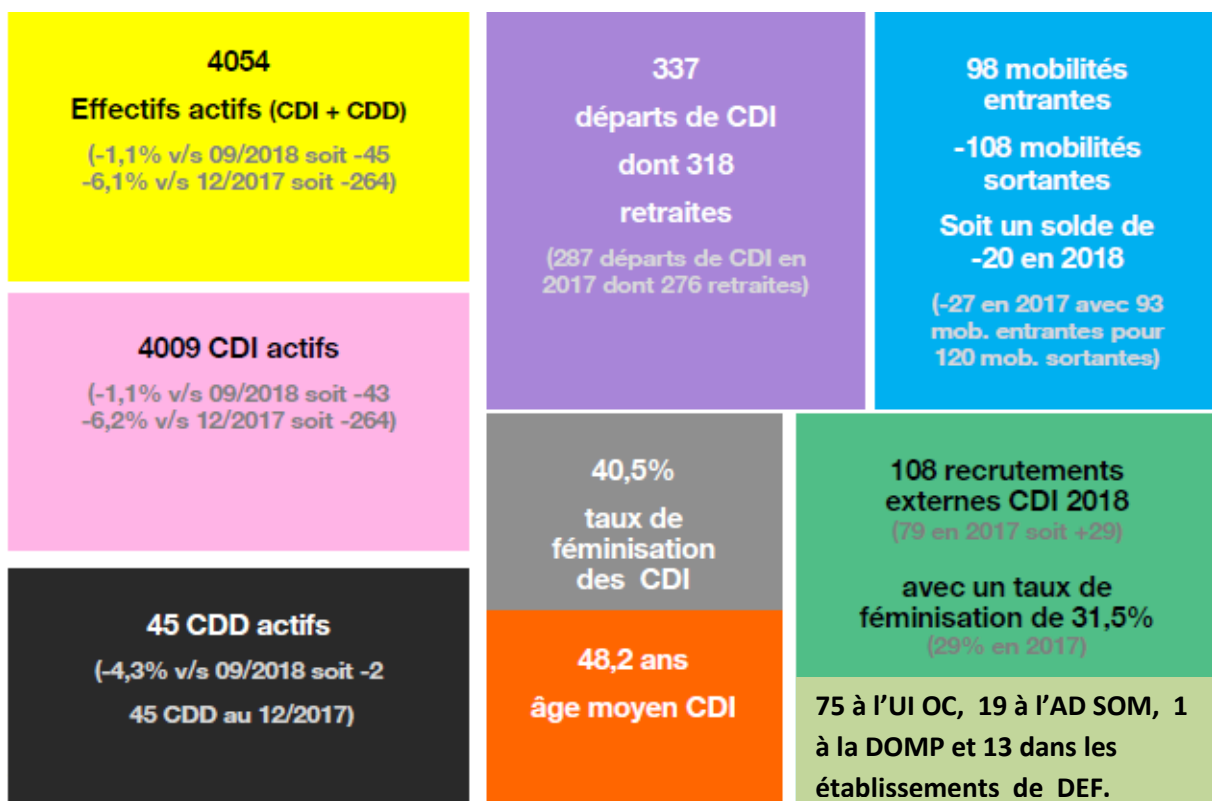 4054
Effectifs actifs (CDI + CDD)
(-1,1% v/s 09/2018 soit -45
-6,1% v/s 12/2017 soit -264)
4009 CDI actifs
(-1,1% v/s 09/2018 soit -43
-6,2% v/s 12/2017 soit -264)
45 CDD actifs
(-4,3% v/s 09/2018 soit -2
45 CDD au 12/2017)
337
départs de CDI
dont 318
retraites
(287 départs de CDI en
2017 dont 276 retraites)
98 mobilités
entrantes
-108 mobilités
sortantes
Soit un solde de
-20 en 2018
(-27 en 2017 avec 93
mob. entrantes pour
120 mob. sortantes)
40,5%
taux de
féminisation
des CDI
48,2 ans
âge moyen CDI
108 recrutements
externes CDI 2018
(79 en 2017 soit +29)
avec un taux de
féminisation de 31,5%
(29% en 2017)
75 à l'UI OC, 19 à l'AD SOM, 1
à la DOMP et 13 dans les
établissements de DEF.